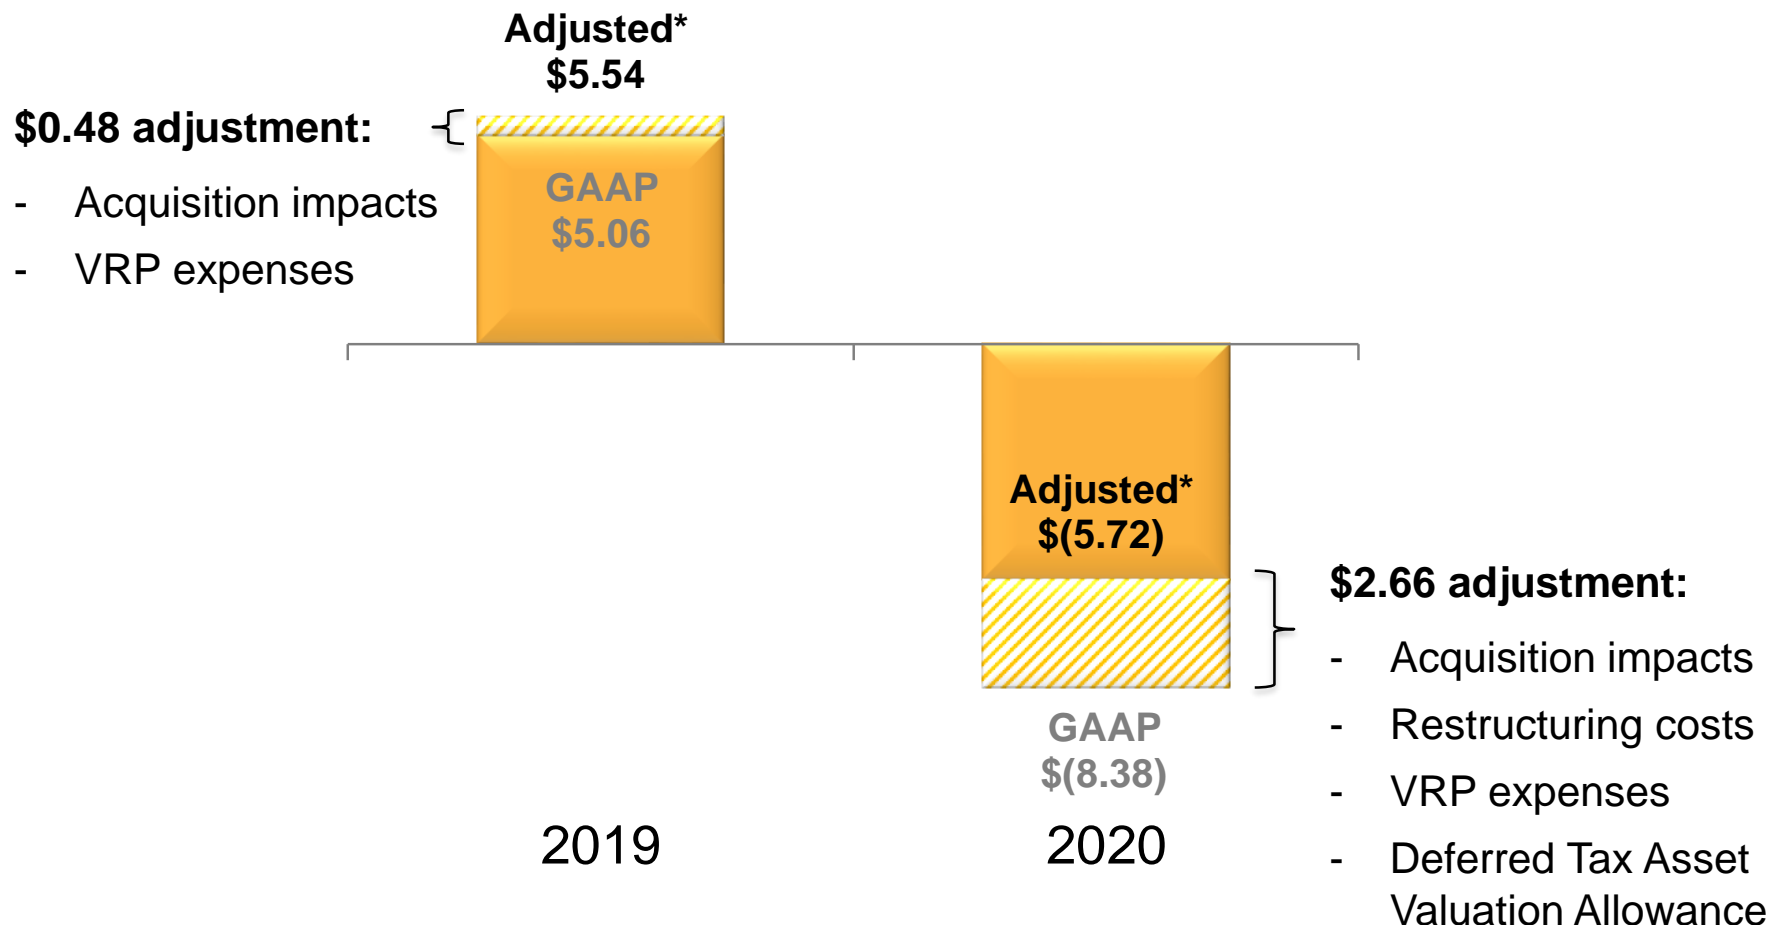 Adjusted*
$5.54
$0.48 adjustment:
- Acquisition impacts
- VRP expenses
GAAP
$5.06
Adjusted*
$(5.72)
GAAP
$(8.38)
$2.66 adjustment:
- Acquisition impacts
- Restructuring costs
- VRP expenses
- Deferred Tax Asset
Valuation Allowance
2019
2020